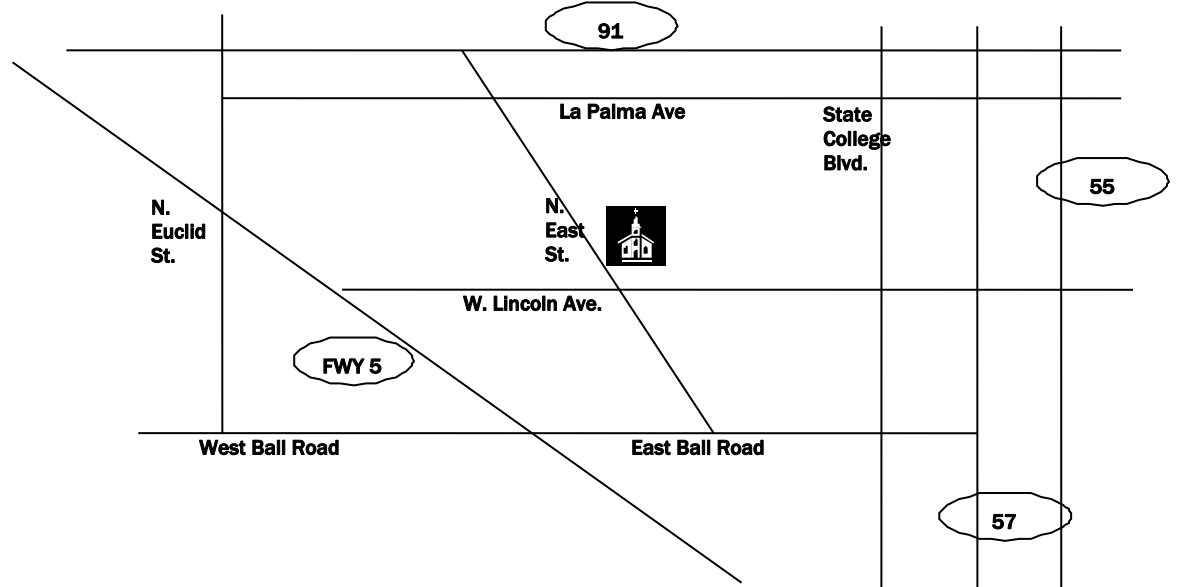 91
La Palma Ave
State
College
Blvd.
55
N.
Euclid
St.
N.
East
St.
W. Lincoln Ave.
FWY 5
West Ball Road
East Ball Road
57